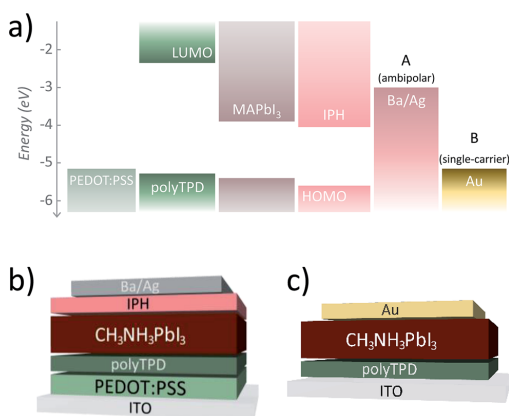 a)
Energy (eV)
-2
-3
-4
-5
-6
LUMO
MAPbI3
IPH
A
(ambipolar)
Ba/Ag
B
(single-carrier)
PEDOT:PSS
polyTPD
HOMO
Au
b)
Ba/Ag
IPH
CH3NH3PbI3
polyTPD
PEDOT:PSS
ITO
c)
Au
CH3NH3PbI3
polyTPD
ITO